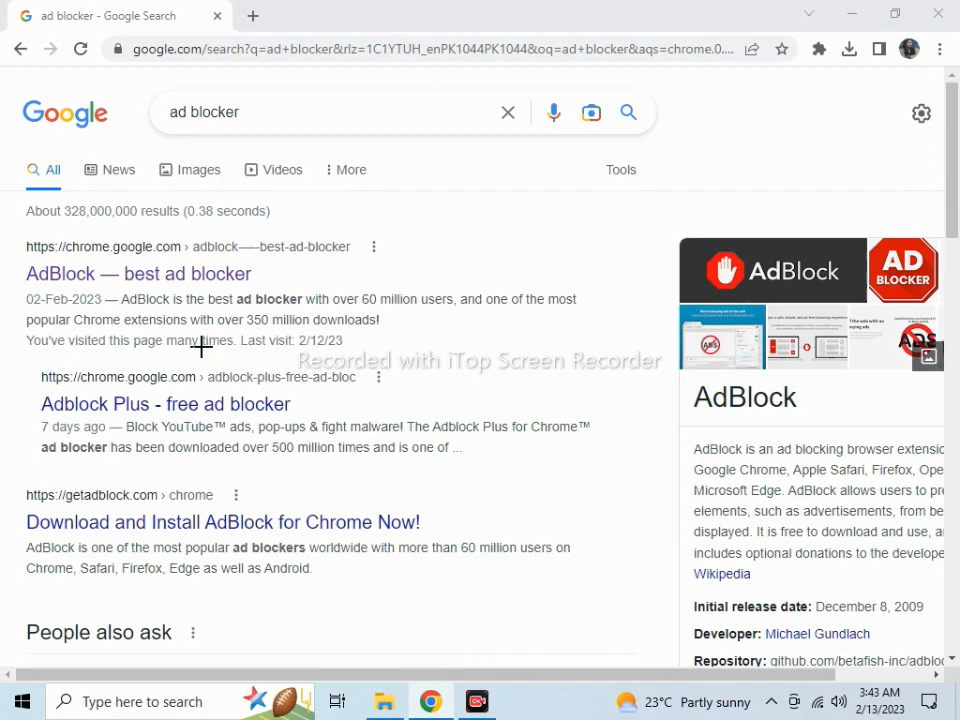 ad blocker - Google Search
google.com/search?q=ad+blocker&rlz=1C1YTUH_enPK1044PK1044&oq=ad+blocker&aqs=chrome.0....
Google
ad blocker
All
News
Images
Videos
More
Tools
About 328,000,000 results (0.38 seconds)
https://chrome.google.com › adblock-—-best-ad-blocker
AdBlock — best ad blocker
02-Feb-2023 — AdBlock is the best ad blocker with over 60 million users, and one of the most
popular Chrome extensions with over 350 million downloads!
You've visited this page many times. Last visit: 2/12/23
Recorded with iTop Screen Recorder
https://chrome.google.com › adblock-plus-free-ad-bloc
Adblock Plus - free ad blocker
7 days ago — Block YouTube™ ads, pop-ups & fight malware! The Adblock Plus for Chrome™
ad blocker has been downloaded over 500 million times and is one of ...
https://getadblock.com › chrome
Download and Install AdBlock for Chrome Now!
AdBlock is one of the most popular ad blockers worldwide with more than 60 million users on
Chrome, Safari, Firefox, Edge as well as Android.
People also ask
AdBlock
AD
BLOCKER
ADS
AdBlock
AdBlock is an ad blocking browser extensio
Google Chrome, Apple Safari, Firefox, Ope
Microsoft Edge. AdBlock allows users to pre
elements, such as advertisements, from be
displayed. It is free to download and use, a
includes optional donations to the develope
Wikipedia
Initial release date: December 8, 2009
Developer: Michael Gundlach
Repository: github.com/betafish-inc/adbloc
Type here to search
23°C Partly sunny
3:43 AM
2/13/2023